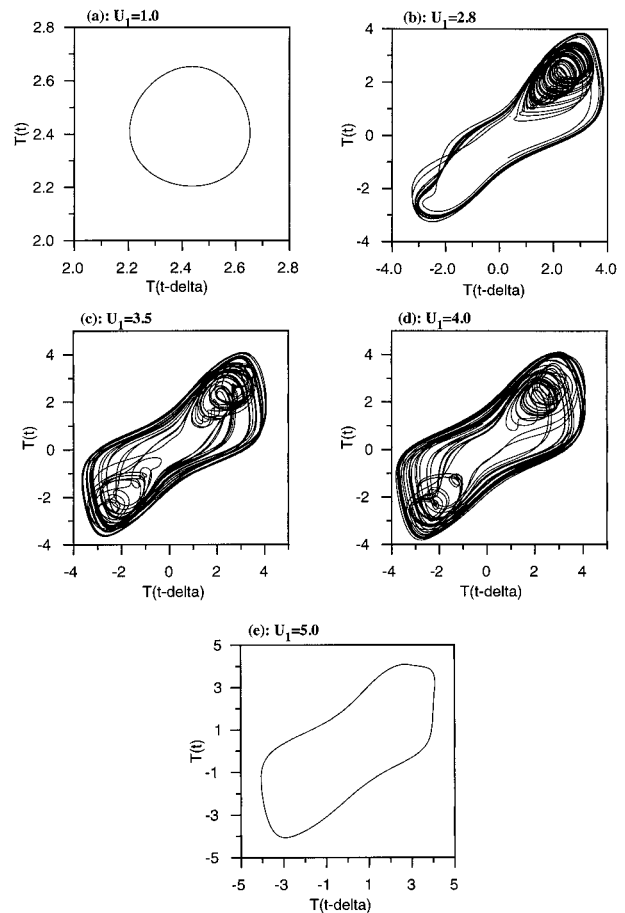 (a): U1=1.0
2.8
2.6
2.4
2.2
2.0
T(t)
2.0 2.2 2.4 2.6 2.8
T(t-delta)
(b): U1=2.8
4
2
0
-2
-4
T(t)
-4.0 -2.0 0.0 2.0 4.0
T(t-delta)
(c): U1=3.5
4
2
0
-2
-4
T(t)
-4 -2 0 2 4
T(t-delta)
(d): U1=4.0
4
2
0
-2
-4
T(t)
-4 -2 0 2 4
T(t-delta)
(e): U1=5.0
5
3
1
-1
-3
-5
T(t)
-5 -3 -1 1 3 5
T(t-delta)